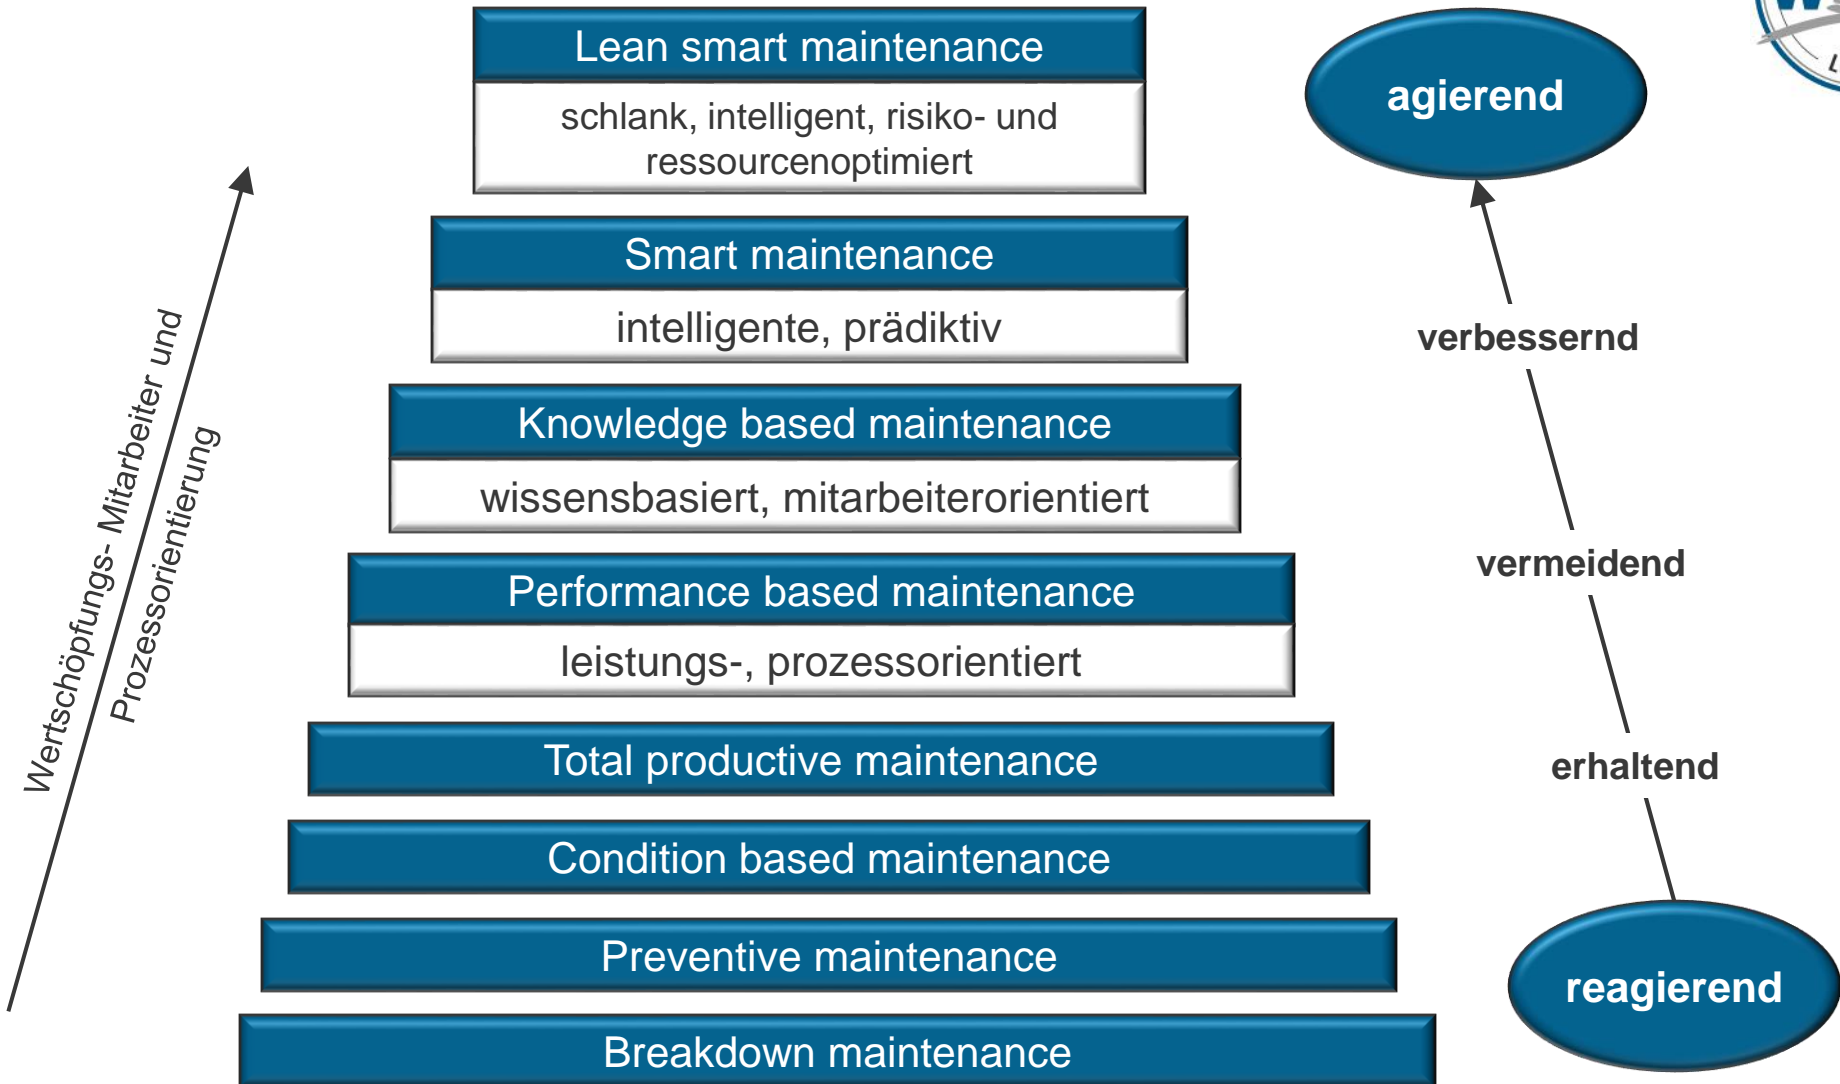 Lean smart maintenance
schlank, intelligent, risiko- und
ressourcenoptimiert
Smart maintenance
intelligente, prädiktiv
Knowledge based maintenance
wissensbasiert, mitarbeiterorientiert
Performance based maintenance
leistungs-, prozessorientiert
Total productive maintenance
Condition based maintenance
Preventive maintenance
Breakdown maintenance
Wertschöpfungs- Mitarbeiter und
Prozessorientierung
agierend
verbessernd
vermeidend
erhaltend
reagierend